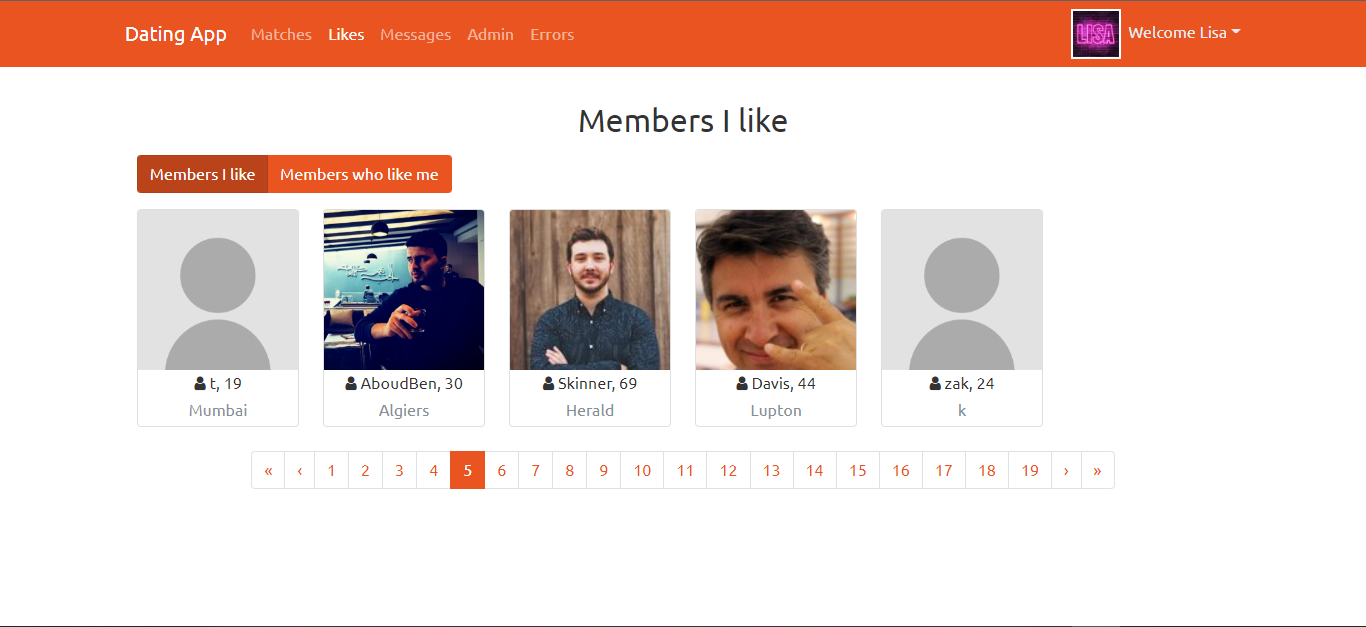 Dating App Matches Likes Messages Admin Errors LISA Welcome Lisa
Members I like
Members I like Members who like me
t, 19 AboudBen, 30 Skinner, 69 Davis, 44 zak, 24
Mumbai Algiers Herald Lupton k
« ‹ 1 2 3 4 5 6 7 8 9 10 11 12 13 14 15 16 17 18 19 › »